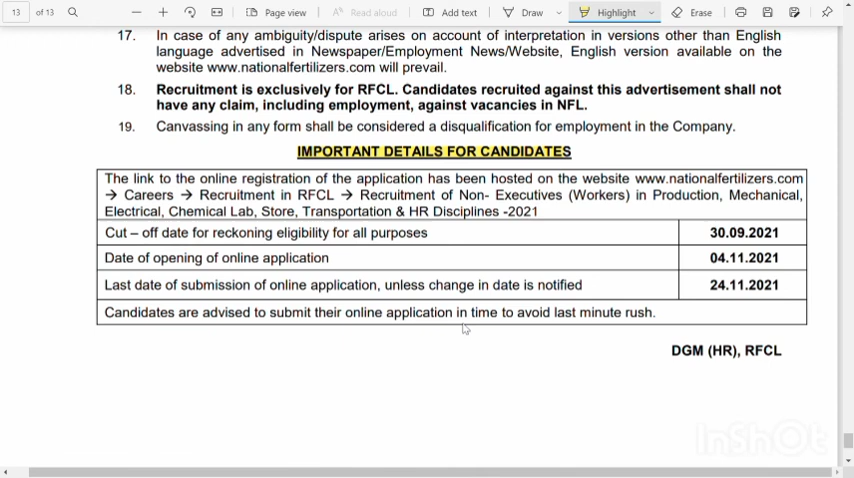 13 of 13 Page view Read aloud Add text Draw Highlight Erase
17. In case of any ambiguity/dispute arises on account of interpretation in versions other than English
language advertised in Newspaper/Employment News/Website, English version available on the
website www.nationalfertilizers.com will prevail.
18. Recruitment is exclusively for RFCL. Candidates recruited against this advertisement shall not
have any claim, including employment, against vacancies in NFL.
19. Canvassing in any form shall be considered a disqualification for employment in the Company.
IMPORTANT DETAILS FOR CANDIDATES
The link to the online registration of the application has been hosted on the website www.nationalfertilizers.com
→ Careers → Recruitment in RFCL → Recruitment of Non- Executives (Workers) in Production, Mechanical,
Electrical, Chemical Lab, Store, Transportation & HR Disciplines -2021
Cut – off date for reckoning eligibility for all purposes 30.09.2021
Date of opening of online application 04.11.2021
Last date of submission of online application, unless change in date is notified 24.11.2021
Candidates are advised to submit their online application in time to avoid last minute rush.
DGM (HR), RFCL
InShOt